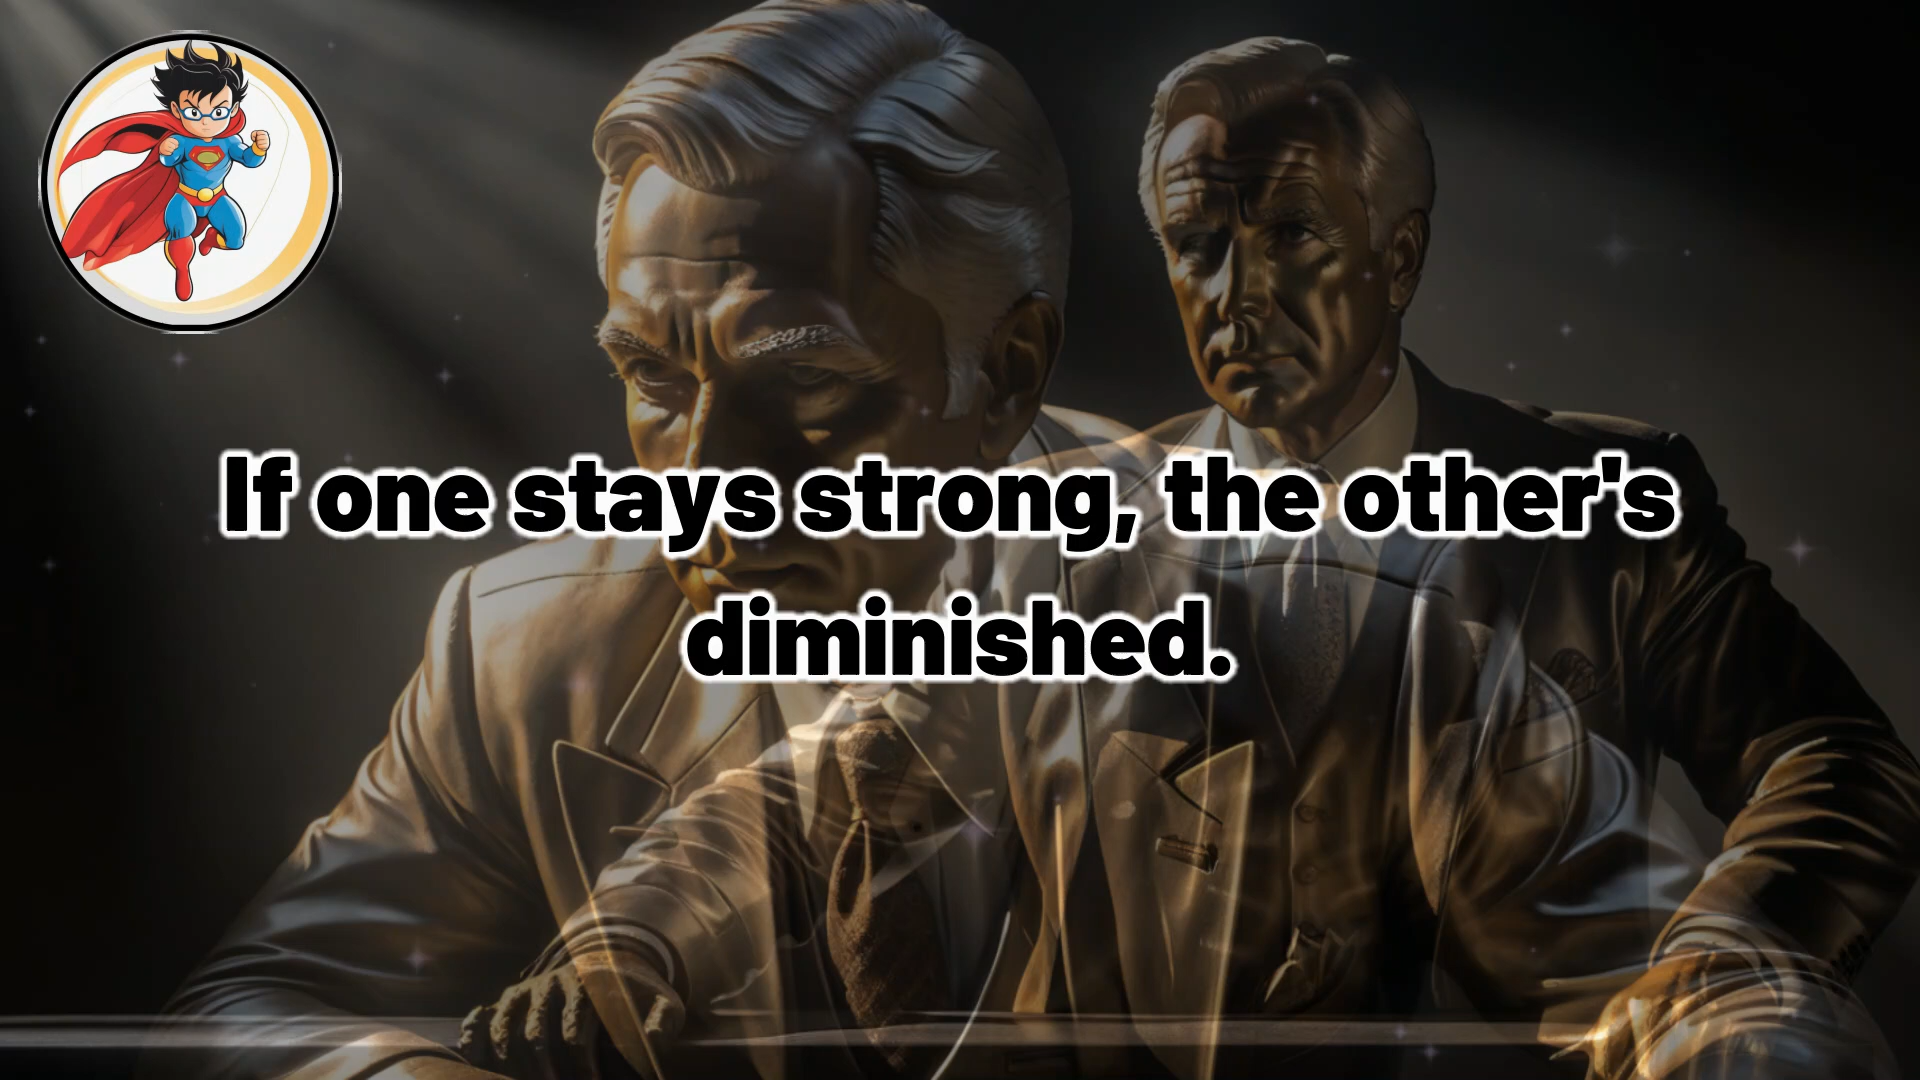 If one stays strong, the other's
diminished.